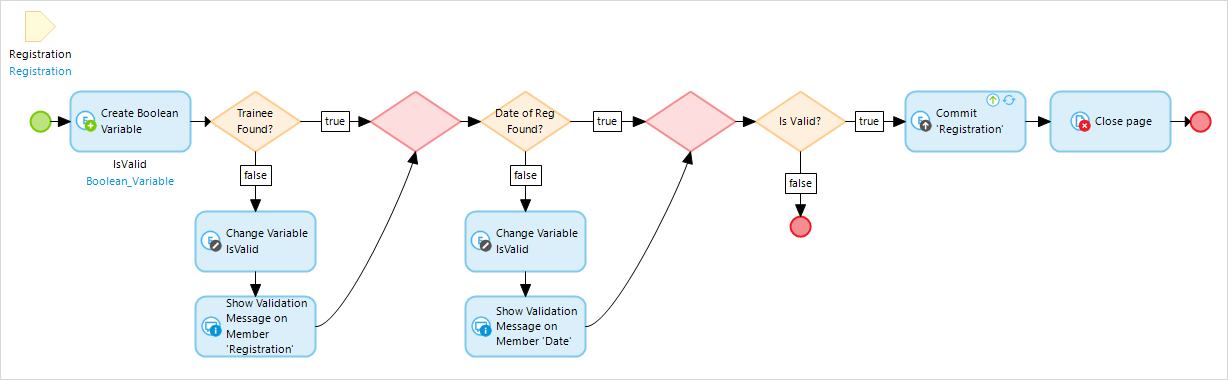 Registration
Registration
Create Boolean
Variable
IsValid
Boolean_Variable
Trainee
Found?
true
false
Change Variable
IsValid
Show Validation
Message on
Member
'Registration'
Date of Reg
Found?
true
false
Change Variable
IsValid
Show Validation
Message on
Member 'Date'
Is Valid?
true
false
Commit
'Registration'
Close page